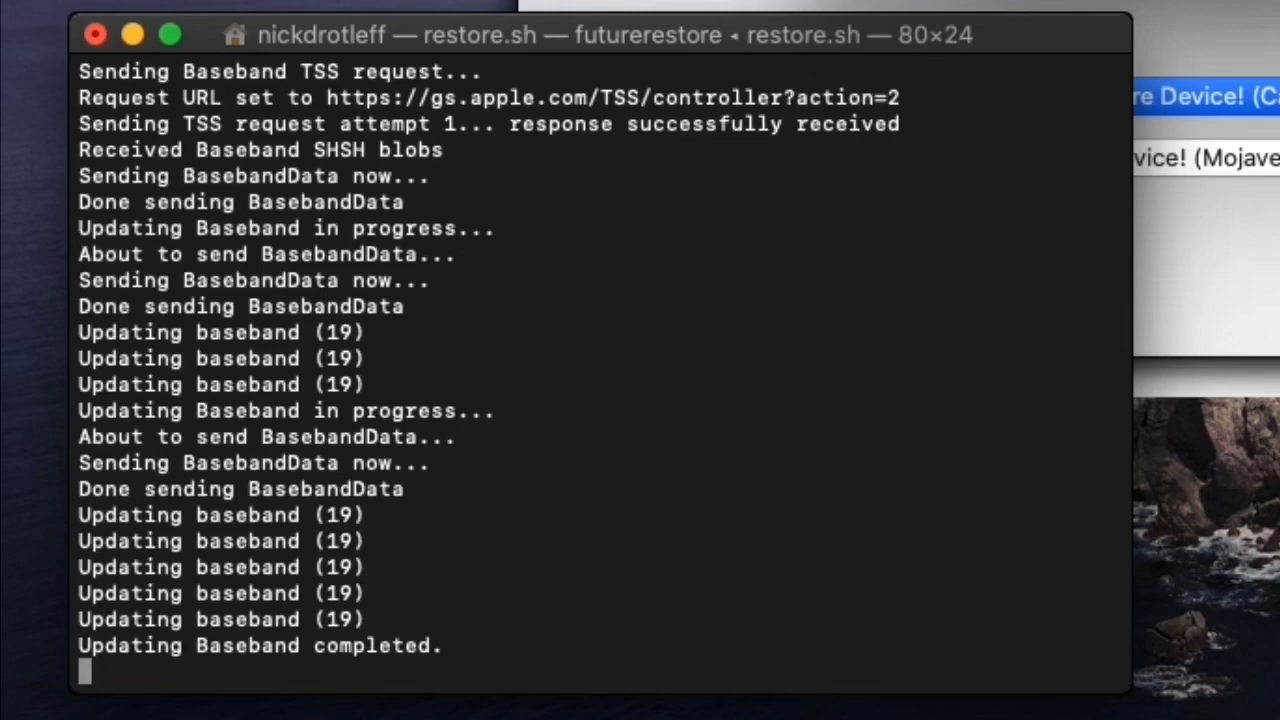 nickdrotleff — restore.sh — futurerestore ◂ restore.sh — 80×24
Sending Baseband TSS request...
Request URL set to https://gs.apple.com/TSS/controller?action=2
Sending TSS request attempt 1... response successfully received
Received Baseband SHSH blobs
Sending BasebandData now...
Done sending BasebandData
Updating Baseband in progress...
About to send BasebandData...
Sending BasebandData now...
Done sending BasebandData
Updating baseband (19)
Updating baseband (19)
Updating baseband (19)
Updating Baseband in progress...
About to send BasebandData...
Sending BasebandData now...
Done sending BasebandData
Updating baseband (19)
Updating baseband (19)
Updating baseband (19)
Updating baseband (19)
Updating baseband (19)
Updating Baseband completed.
re Device! (Ca
vice! (Mojave